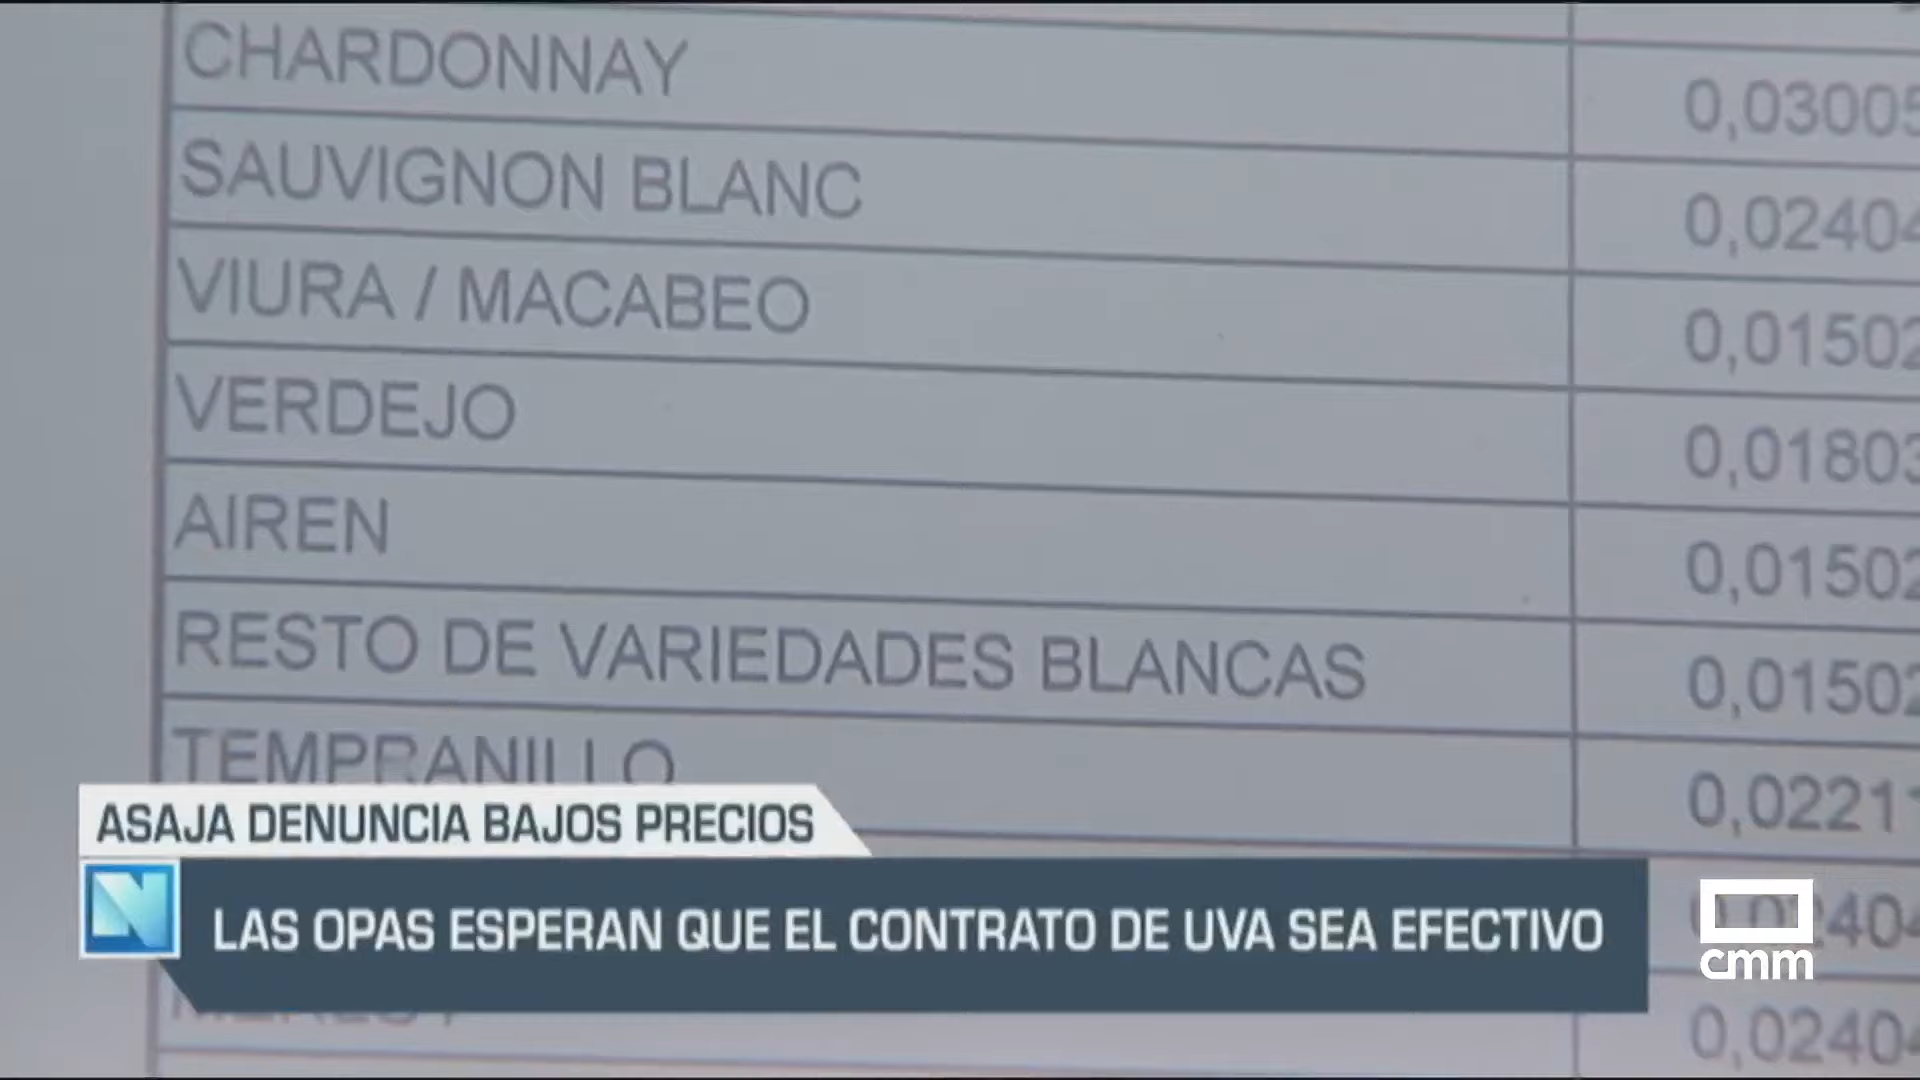 CHARDONNAY 0,03005
SAUVIGNON BLANC 0,02404
VIURA / MACABEO 0,01502
VERDEJO 0,01803
AIREN 0,01502
RESTO DE VARIEDADES BLANCAS 0,01502
TEMPRANILLO 0,02211
ASAJA DENUNCIA BAJOS PRECIOS
N LAS OPAS ESPERAN QUE EL CONTRATO DE UVA SEA EFECTIVO
cmm
0,02404